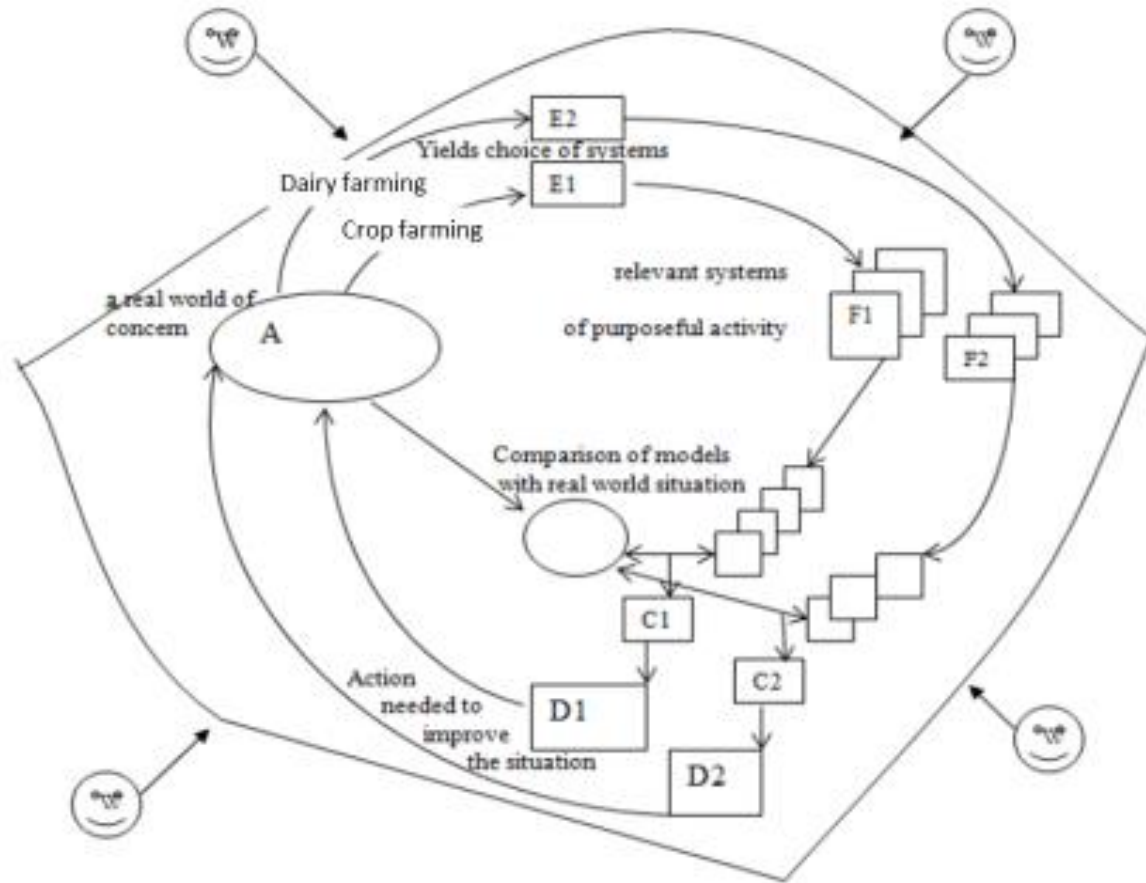 W
W
E2
Yields choice of systems
Dairy farming
E1
Crop farming
relevant systems
a real world of
concern
A
of purposeful activity
F1
F2
Comparison of models
with real world situation
C1
C2
Action
needed to
improve
the situation
D1
D2
W
W